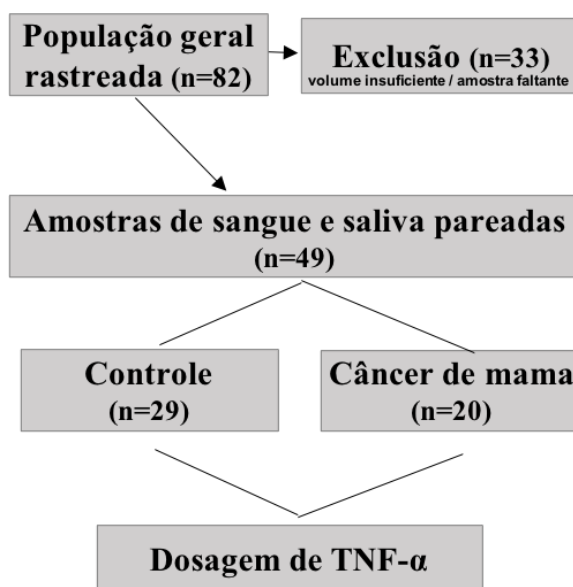 População geral
rastreada (n=82)
Exclusão (n=33)
volume insuficiente / amostra faltante
Amostras de sangue e saliva pareadas
(n=49)
Controle
(n=29)
Câncer de mama
(n=20)
Dosagem de TNF-α